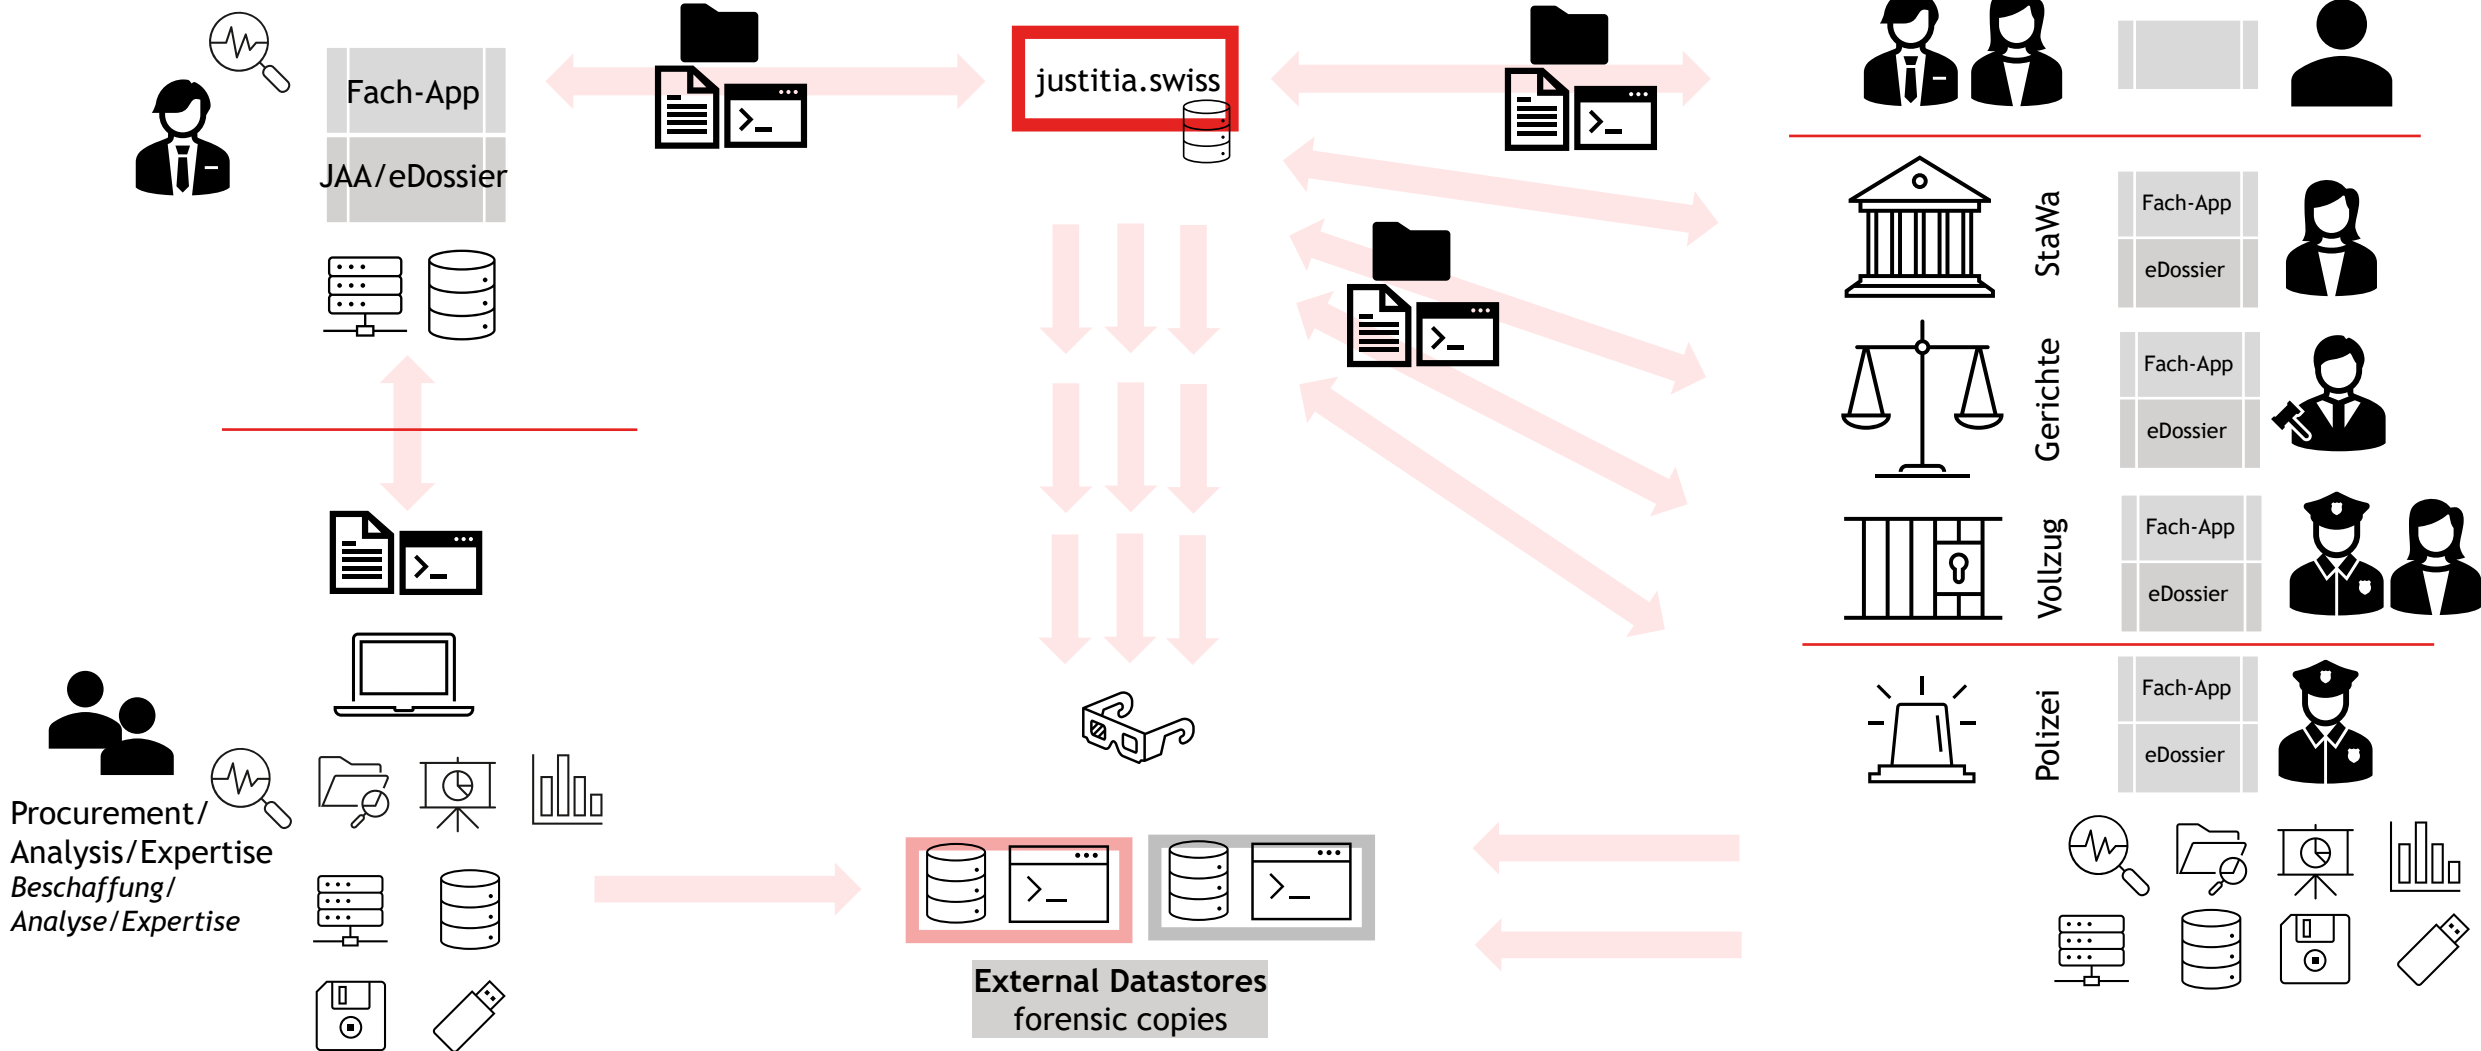 Fach-App
JAA/eDossier
justitia.swiss
StaWa
Fach-App
eDossier
Gerichte
Fach-App
eDossier
Vollzug
Fach-App
eDossier
Polizei
Fach-App
eDossier
Procurement/
Analysis/Expertise
Beschaffung/
Analyse/Expertise
External Datastores
forensic copies